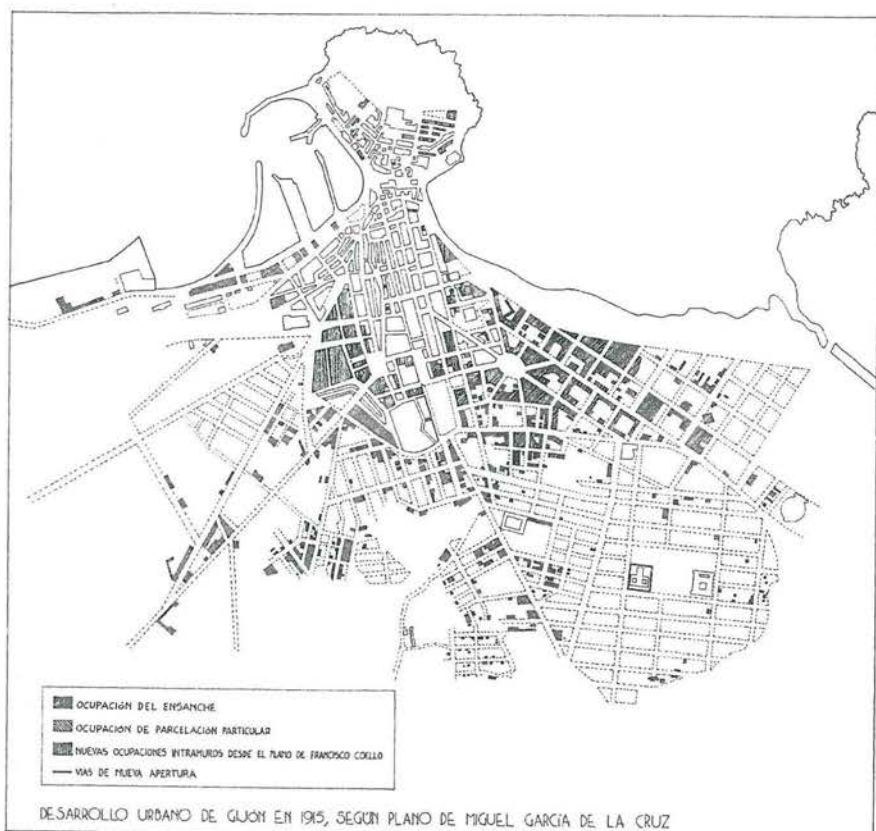 OCUPACIÓN DEL ENSANCHE
OCUPACIÓN DE PARCELACIÓN PARTICULAR
NUEVAS OCUPACIONES INTRAMUROS DESDE EL PLANO DE FRANCISCO COELLO
VIAS DE NUEVA APERTURA
DESARROLLO URBANO DE GIJÓN EN 1915, SEGÚN PLANO DE MIGUEL GARCÍA DE LA CRUZ